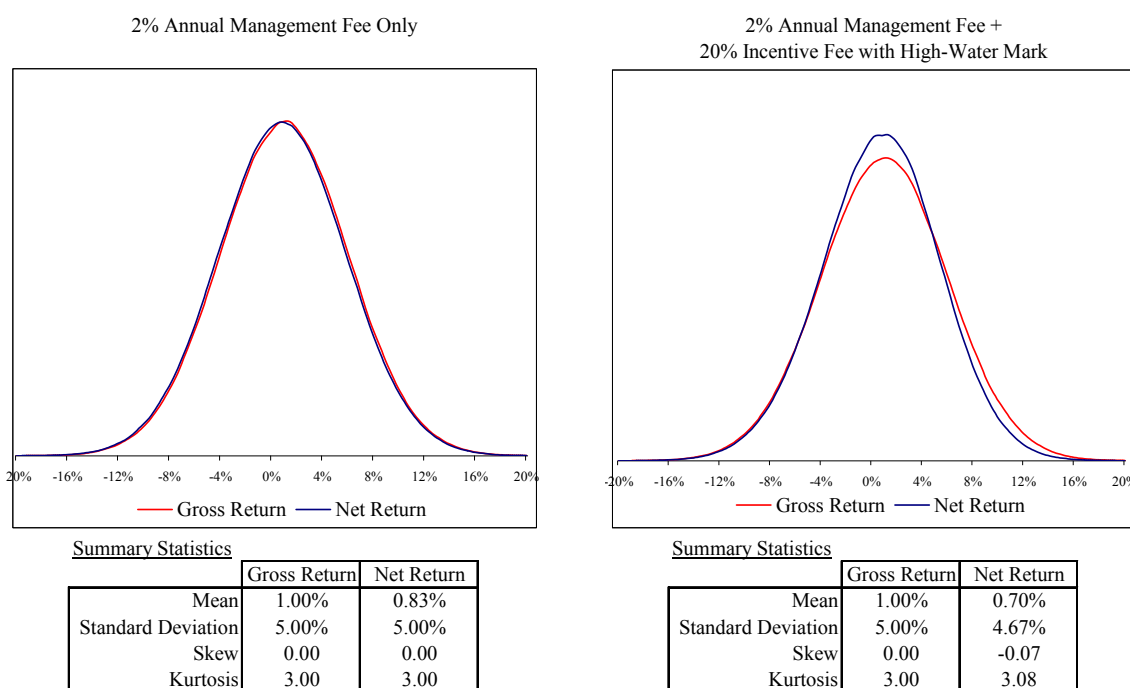 2% Annual Management Fee Only
20% -16% -12% -8% -4% 0% 4% 8% 12% 16% 20%
Gross Return Net Return
Summary Statistics
Gross Return Net Return
Mean 1.00% 0.83%
Standard Deviation 5.00% 5.00%
Skew 0.00 0.00
Kurtosis 3.00 3.00
2% Annual Management Fee +
20% Incentive Fee with High-Water Mark
-20% -16% -12% -8% -4% 0% 4% 8% 12% 16% 20%
Gross Return Net Return
Summary Statistics
Gross Return Net Return
Mean 1.00% 0.70%
Standard Deviation 5.00% 4.67%
Skew 0.00 -0.07
Kurtosis 3.00 3.08